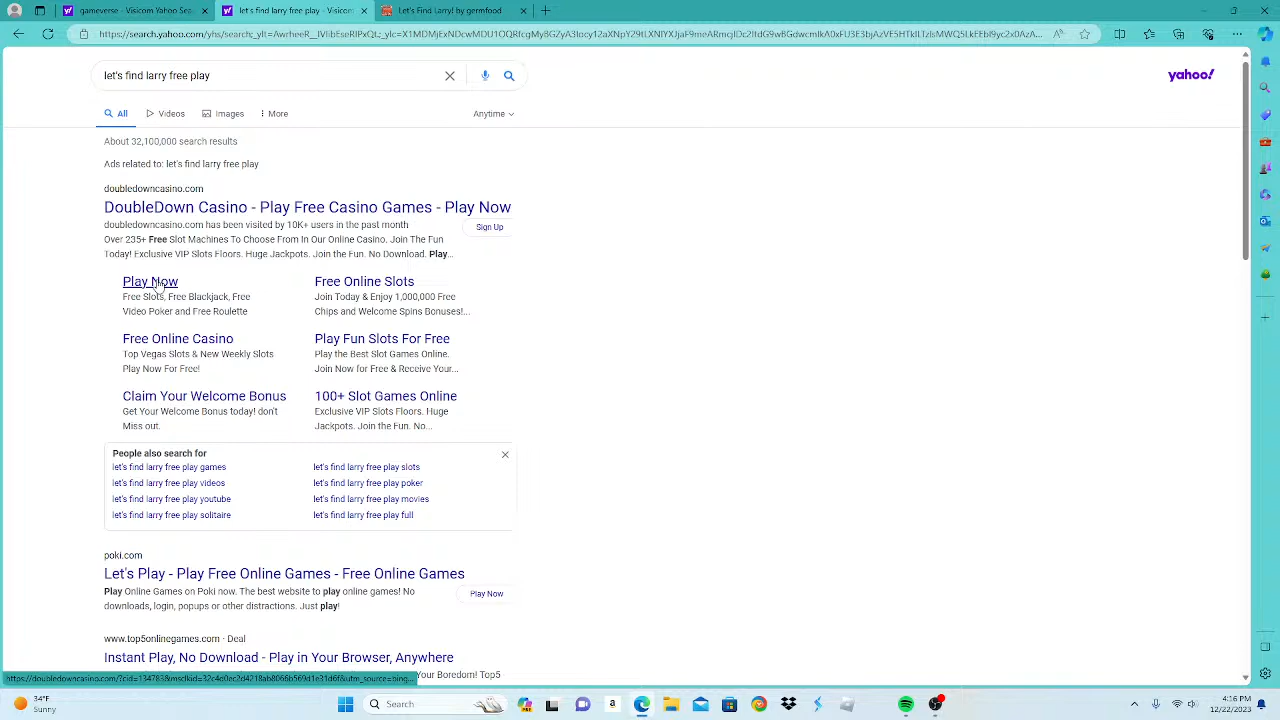 gameverse - Visicom Yahoo Sea
let's find larry free play - Visicom
Let's Find Larry! by germfood
let's find larry free play
yahoo!
All
Videos
Images
More
Anytime
About 32,100,000 search results
Ads related to: let's find larry free play
doubledowncasino.com
DoubleDown Casino - Play Free Casino Games - Play Now
doubledowncasino.com has been visited by 10K+ users in the past month
Sign Up
Over 235+ Free Slot Machines To Choose From In Our Online Casino. Join The Fun
Today! Exclusive VIP Slots Floors. Huge Jackpots. Join the Fun. No Download. Play...
Play Now
Free Slots, Free Blackjack, Free
Video Poker and Free Roulette
Free Online Slots
Join Today & Enjoy 1,000,000 Free
Chips and Welcome Spins Bonuses!...
Free Online Casino
Top Vegas Slots & New Weekly Slots
Play Now For Free!
Play Fun Slots For Free
Play the Best Slot Games Online.
Join Now for Free & Receive Your...
Claim Your Welcome Bonus
Get Your Welcome Bonus today! don't
Miss out.
100+ Slot Games Online
Exclusive VIP Slots Floors. Huge
Jackpots. Join the Fun. No...
People also search for
let's find larry free play games
let's find larry free play slots
let's find larry free play videos
let's find larry free play poker
let's find larry free play youtube
let's find larry free play movies
let's find larry free play solitaire
let's find larry free play full
poki.com
Let's Play - Play Free Online Games - Free Online Games
Play Online Games on Poki now. The best website to play online games! No
downloads, login, popups or other distractions. Just play!
Play Now
www.top5onlinegames.com · Deal
Instant Play, No Download - Play in Your Browser, Anywhere
Your Boredom! Top5
34°F
Sunny
Search
4:16 PM
12/22/2023